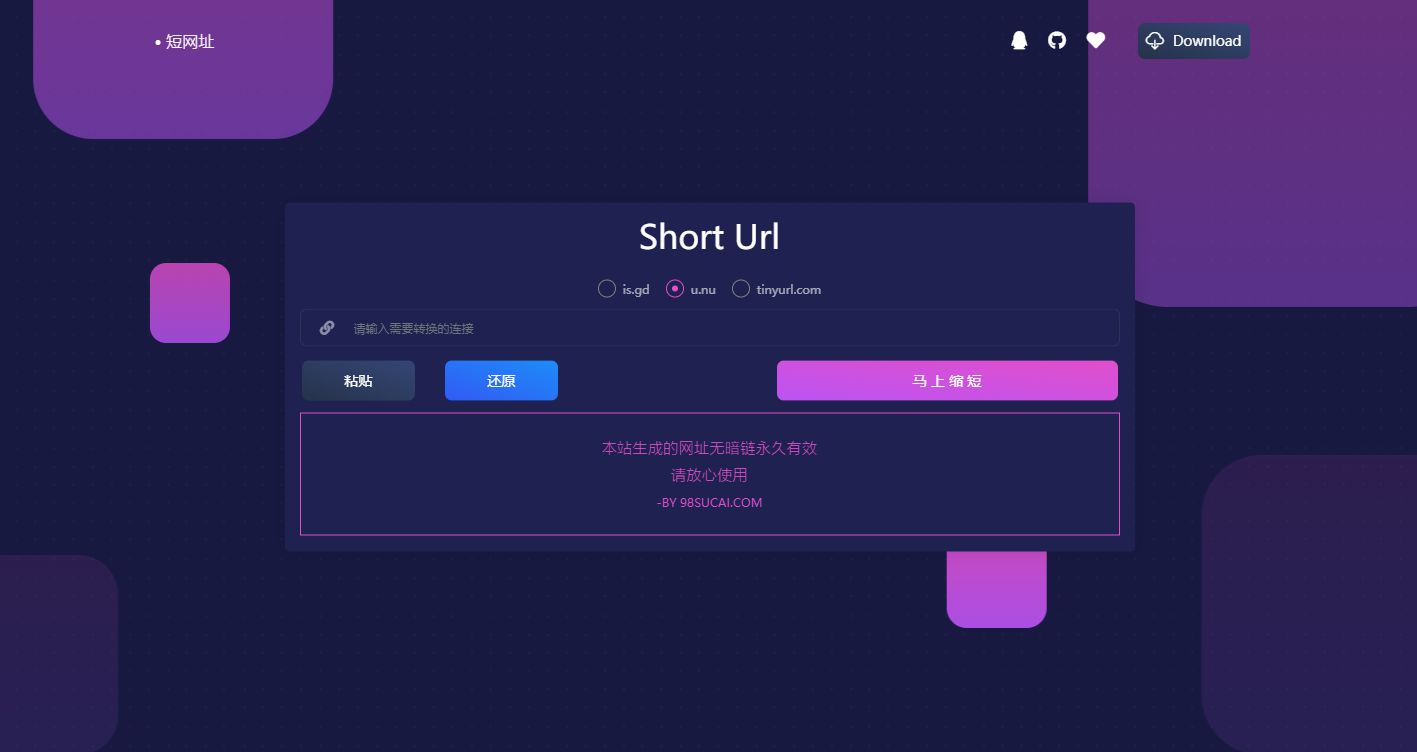 • 短网址
Download
Short Url
is.gd u.nu tinyurl.com
请输入需要转换的连接
粘贴 还原 马上缩短
本站生成的网址无暗链永久有效
请放心使用
-BY 98SUCAI.COM